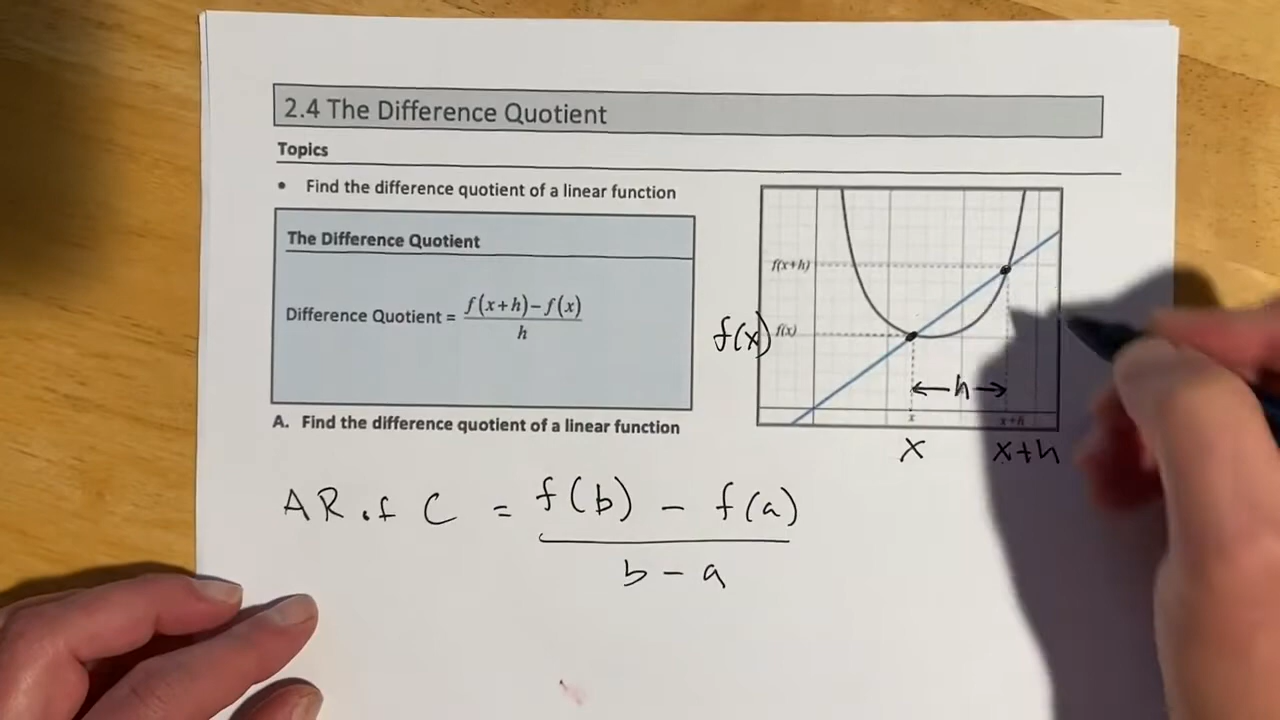 2.4 The Difference Quotient
Topics
• Find the difference quotient of a linear function
The Difference Quotient
Difference Quotient = f(x+h)−f(x) / h
A. Find the difference quotient of a linear function
f(x+h)
f(x) f(x)
←h→
x x+h
X x+h
AR of C = f(b) − f(a) / b − a